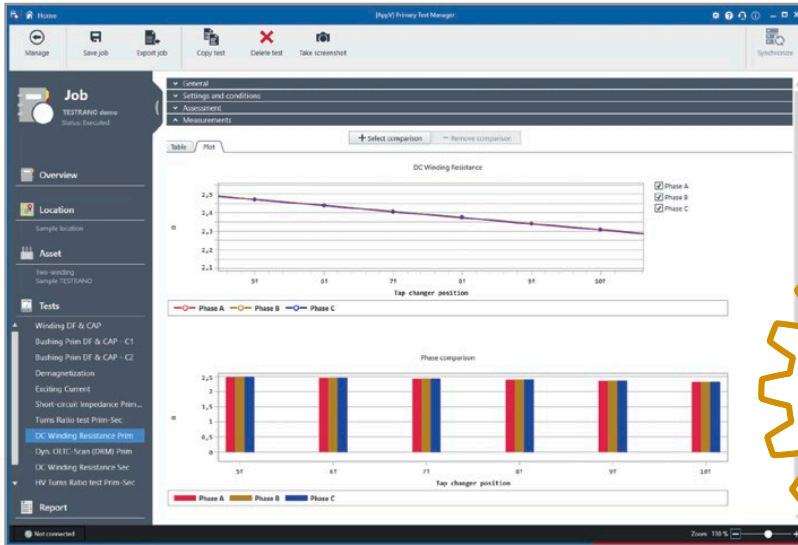 Home
[AppV] Primary Test Manager
Manage
Save job
Export job
Copy test
Delete test
Take screenshot
Synchronize
Job
TESTRANO demo
Status: Executed
Overview
Location
Sample location
Asset
Two-winding
Sample TESTRANO
Tests
Winding DF & CAP
Bushing Prim DF & CAP - C1
Bushing Prim DF & CAP - C2
Demagnetization
Exciting Current
Short-circuit Impedance Prim...
Turns Ratio test Prim-Sec
DC Winding Resistance Prim
Dyn. OLTC-Scan (DRM) Prim
DC Winding Resistance Sec
HV Turns Ratio test Prim-Sec
Report
General
Settings and conditions
Assessment
Measurements
Select comparison
Remove comparison
Table
Plot
DC Winding Resistance
2,5
2,4
2,3
2,2
2,1
Ω
5↑ 6↑ 7↑ 8↑ 9↑ 10↑
Tap changer position
Phase A
Phase B
Phase C
Phase A Phase B Phase C
Phase comparison
2,5
2
1,5
1
0,5
0
Ω
5↑ 6↑ 7↑ 8↑ 9↑ 10↑
Tap changer position
Phase A Phase B Phase C
Not connected
Zoom 110 %